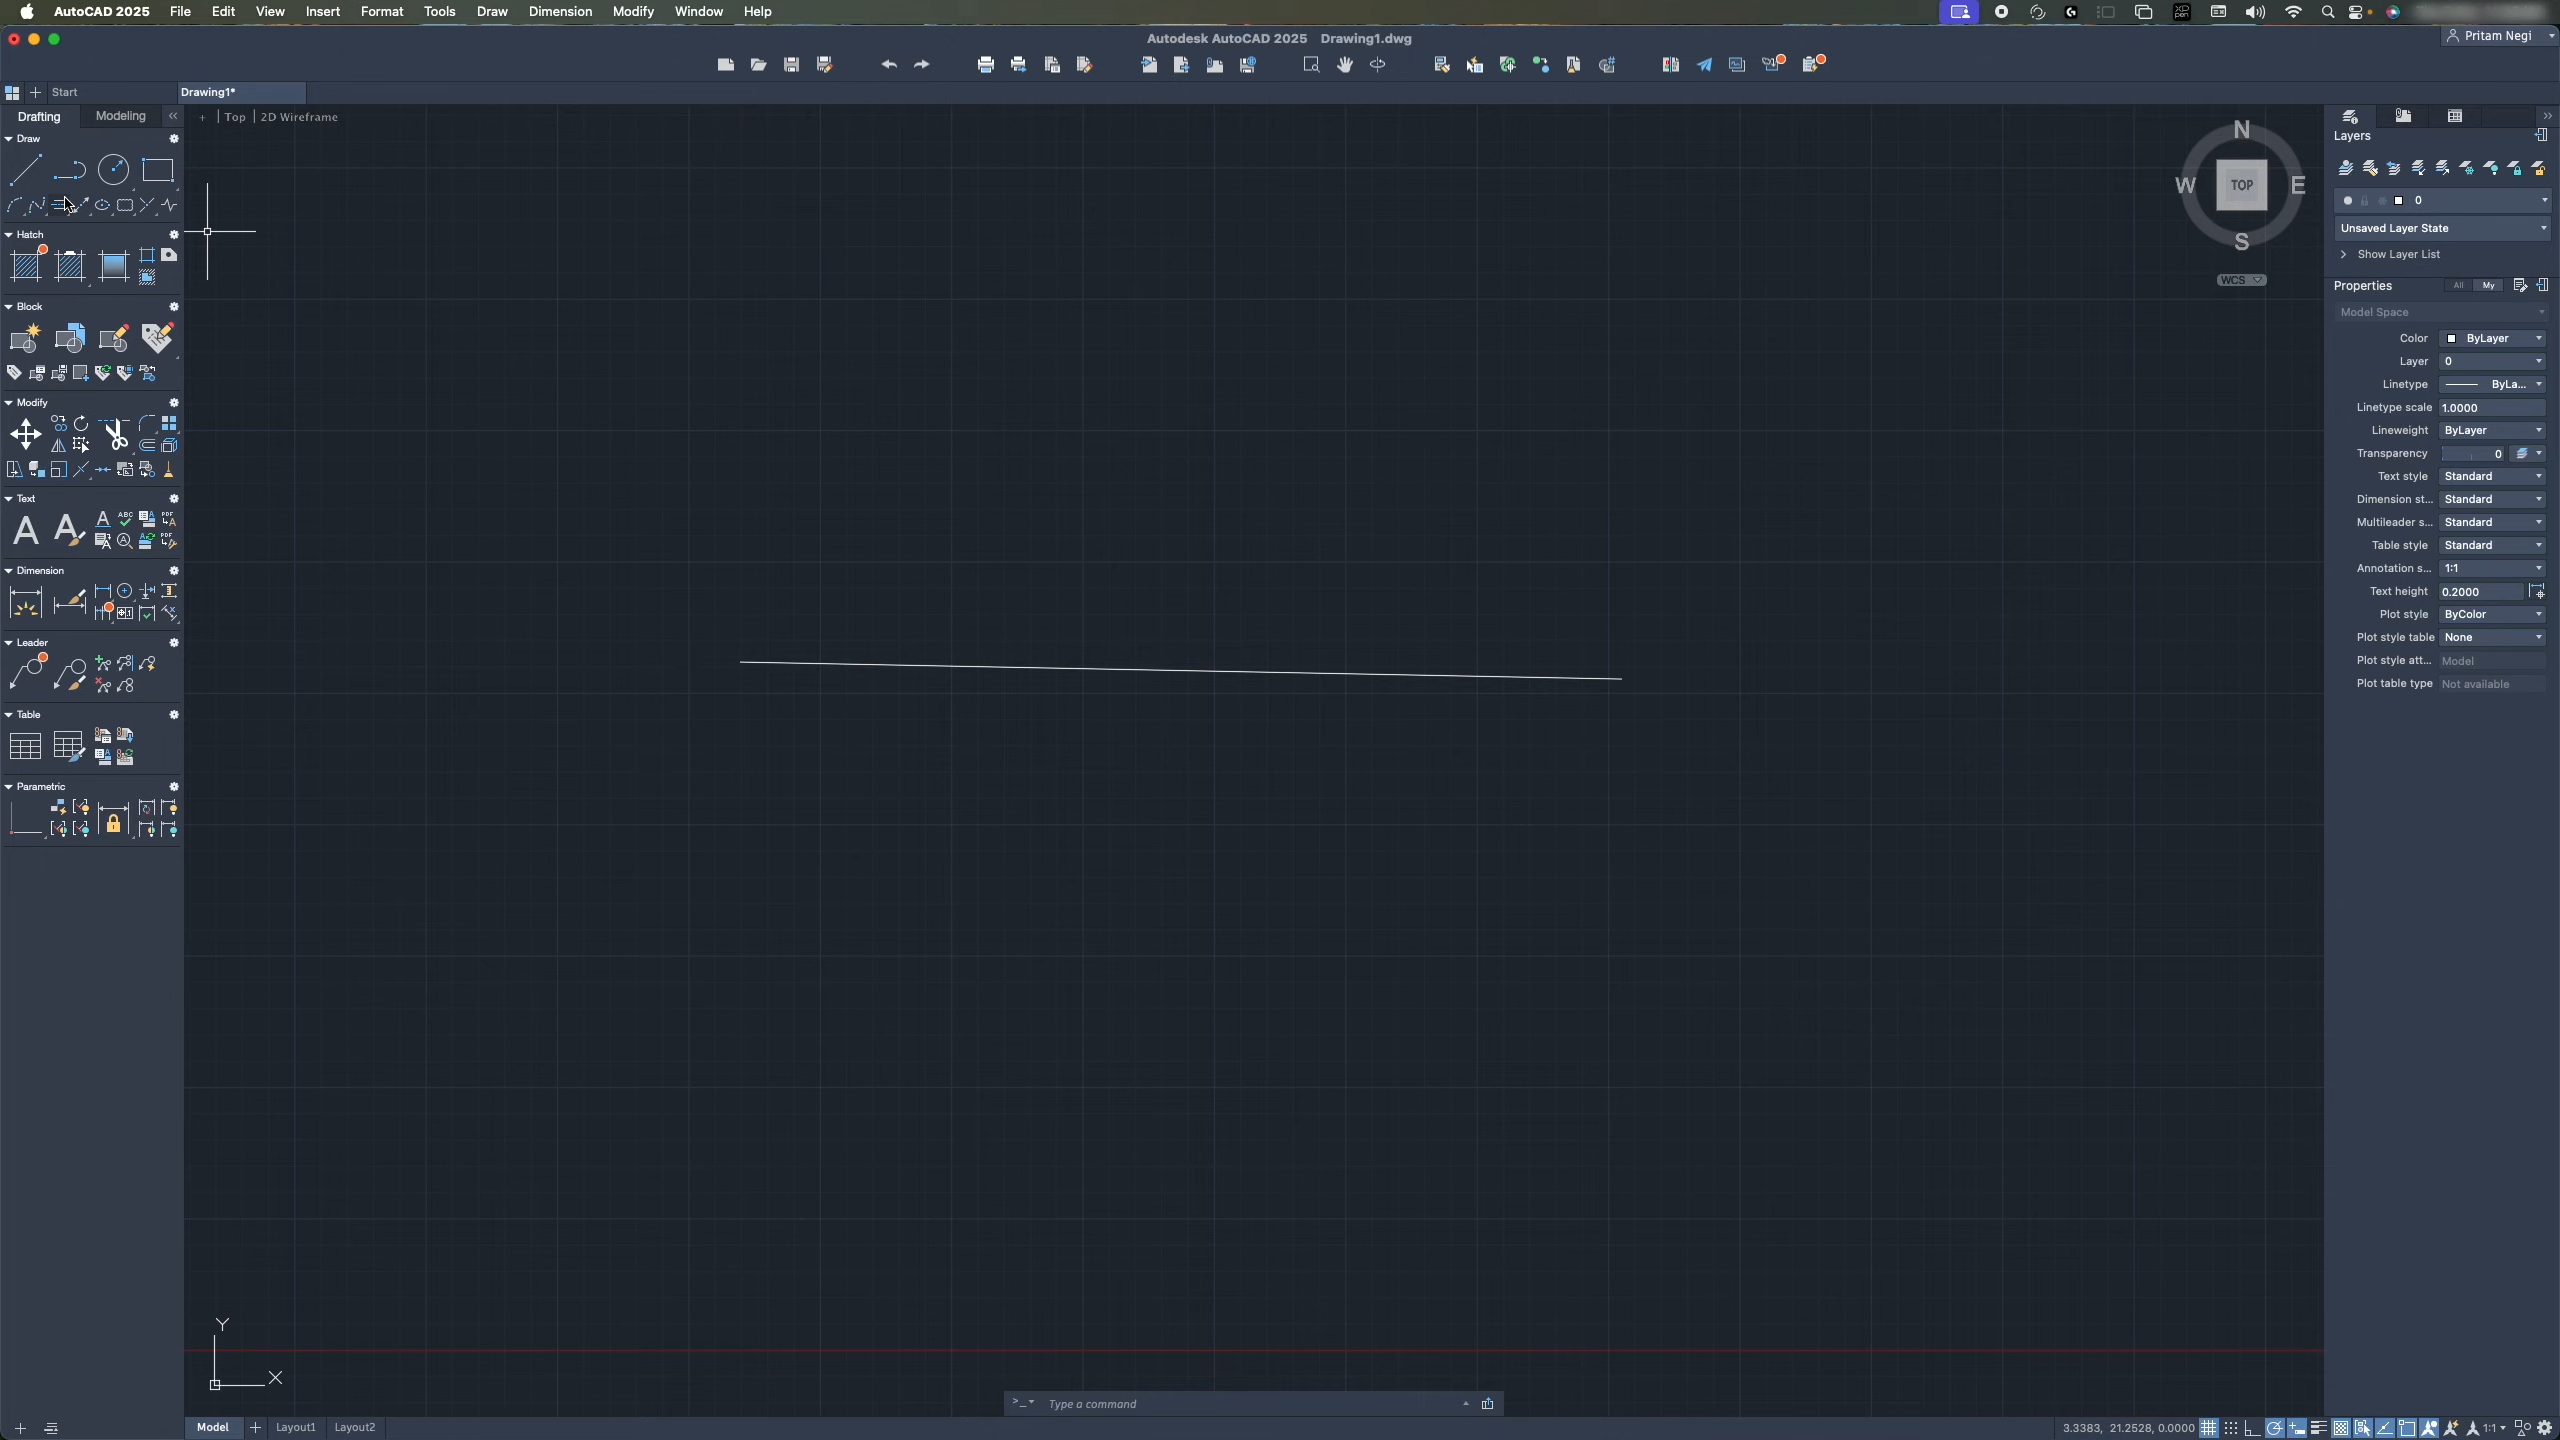 AutoCAD 2025 File Edit View Insert Format Tools Draw Dimension Modify Window Help
Autodesk AutoCAD 2025 Drawing1.dwg
Pritam Negi
Start
Drawing1*
Drafting Modeling
+ | Top | 2D Wireframe
Draw
Hatch
Block
Modify
Text
Dimension
Leader
Table
Parametric
N
W TOP E
S
WCS
Layers
0
Unsaved Layer State
Show Layer List
Properties All My
Model Space
Color ByLayer
Layer 0
Linetype ByLa...
Linetype scale 1.0000
Lineweight ByLayer
Transparency 0
Text style Standard
Dimension st... Standard
Multileader s... Standard
Table style Standard
Annotation s... 1:1
Text height 0.2000
Plot style ByColor
Plot style table None
Plot style att... Model
Plot table type Not available
Y
X
>_ Type a command
Model + Layout1 Layout2
3.3383, 21.2528, 0.0000
1:1